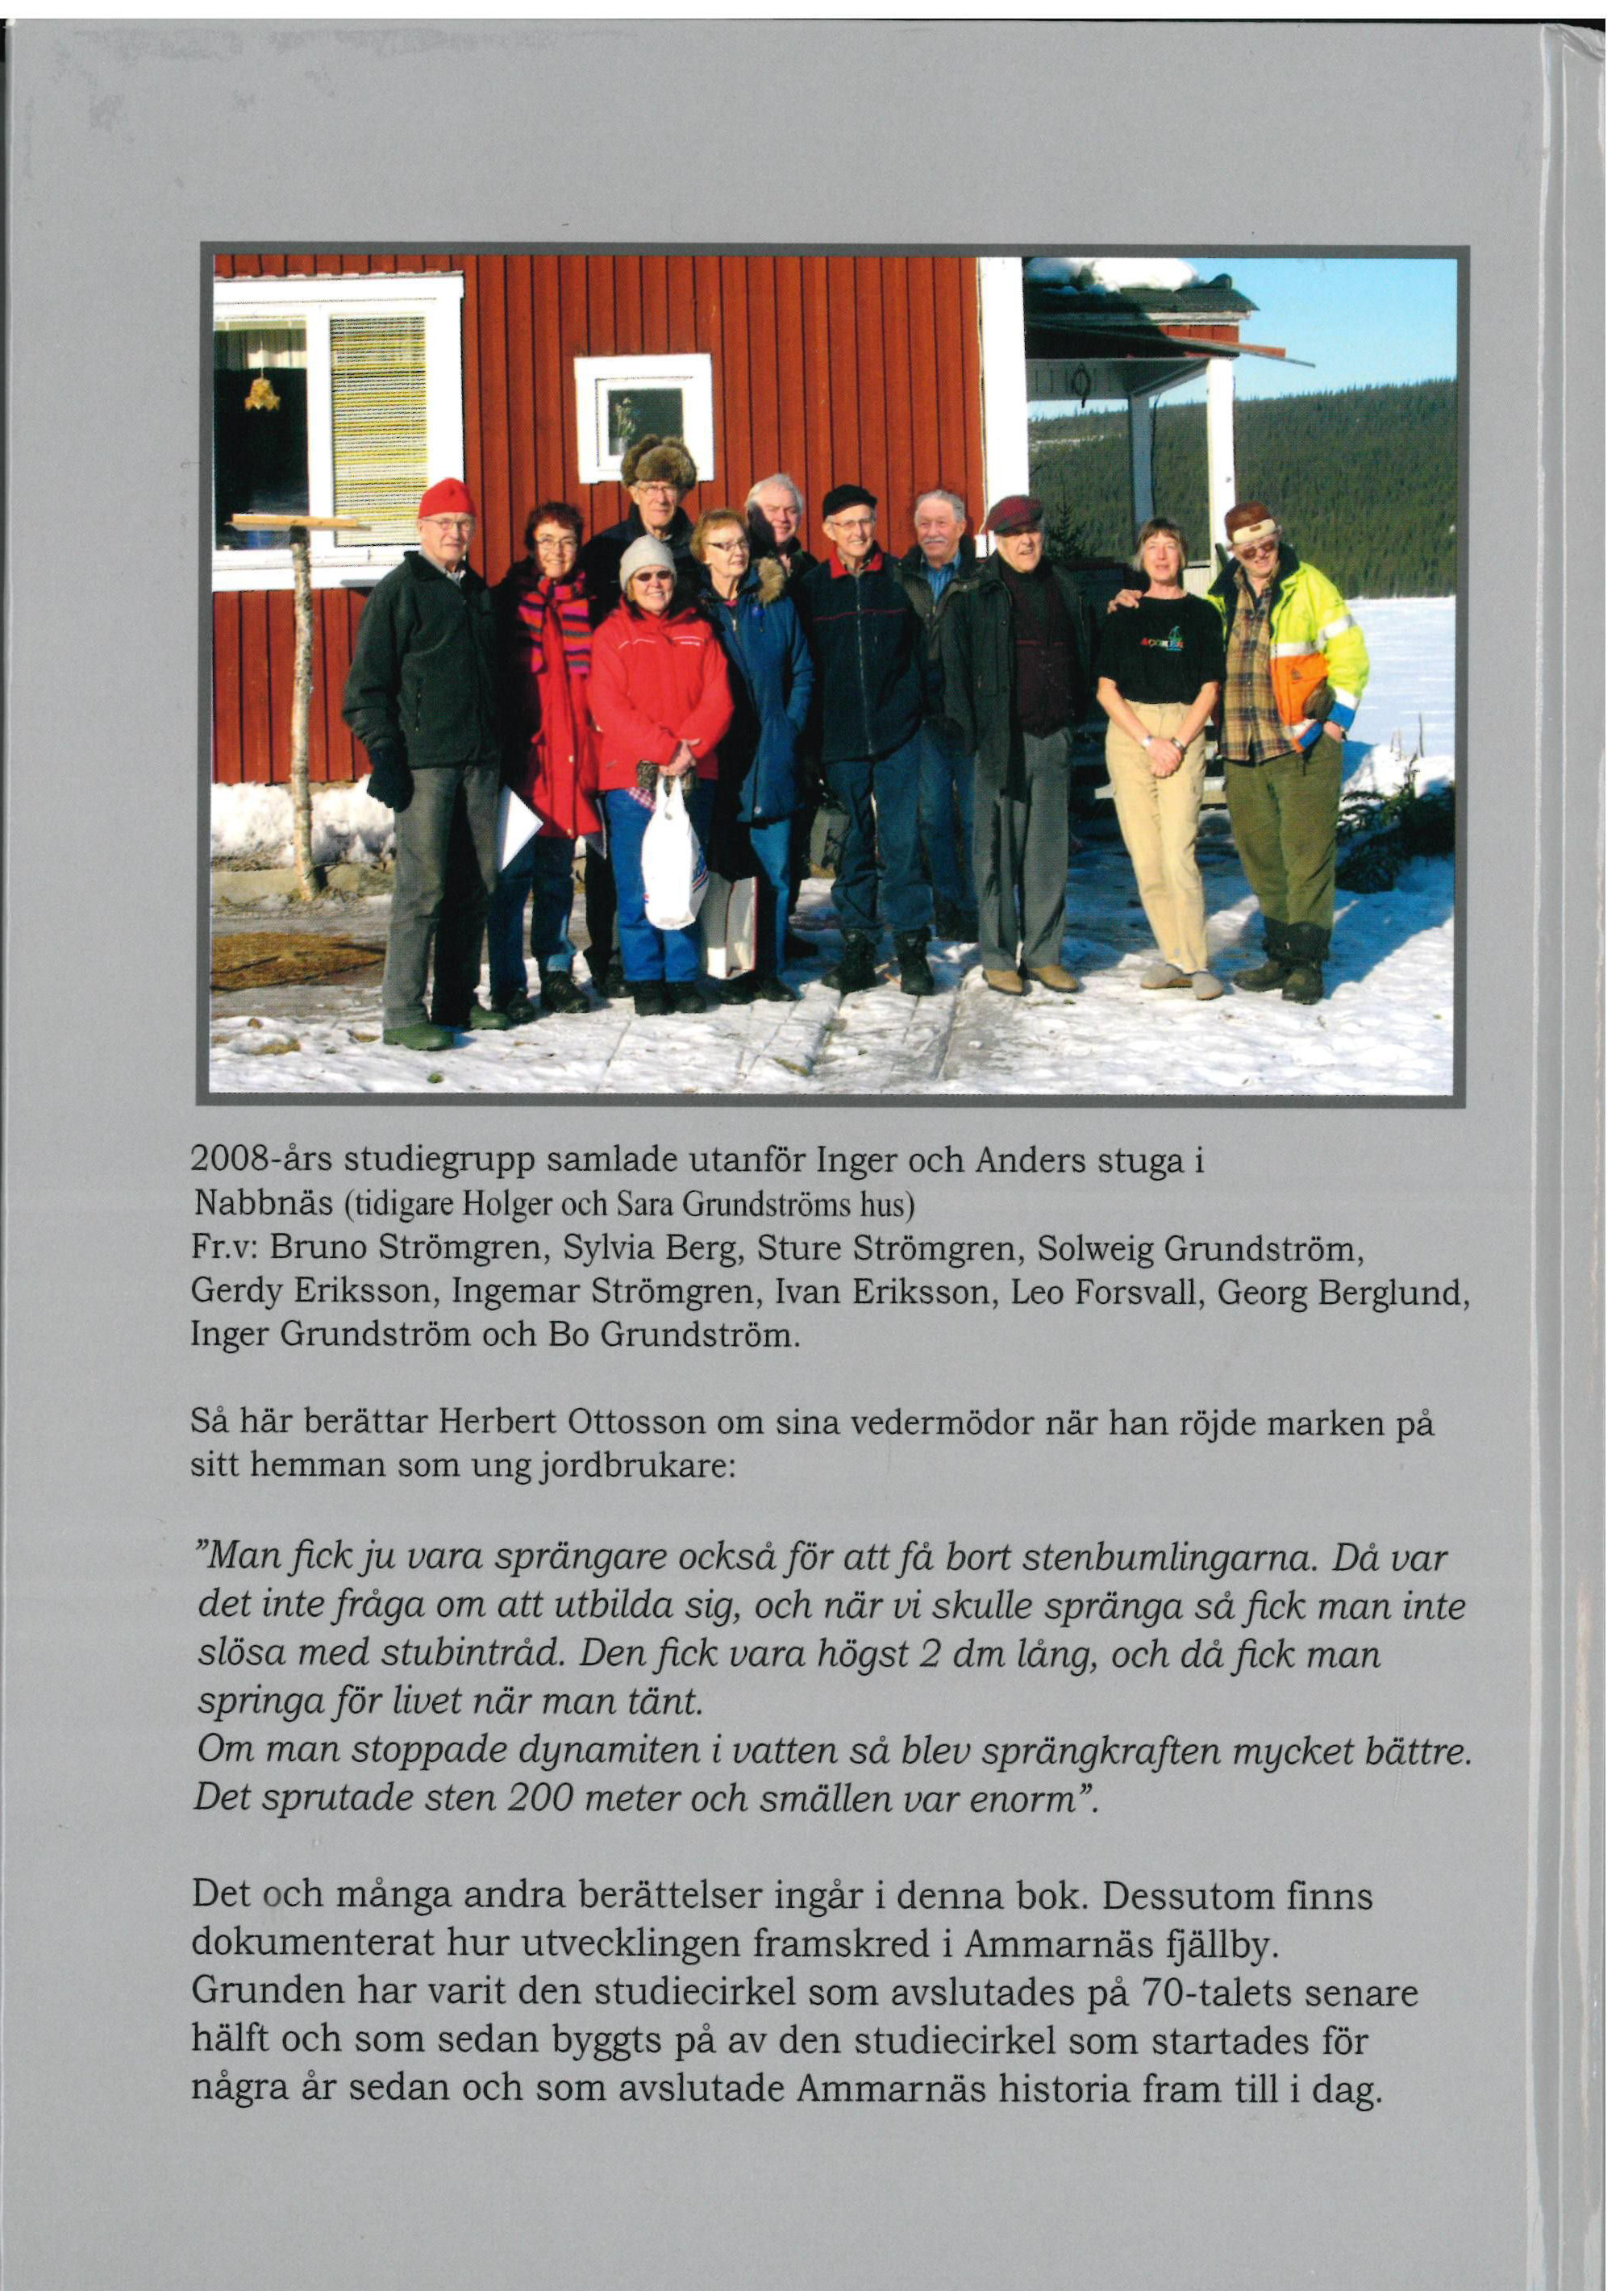 2008-års studiegrupp samlade utanför Inger och Anders stuga i
Nabbnäs (tidigare Holger och Sara Grundströms hus)
Fr.v: Bruno Strömgren, Sylvia Berg, Sture Strömgren, Solweig Grundström,
Gerdy Eriksson, Ingemar Strömgren, Ivan Eriksson, Leo Forsvall, Georg Berglund,
Inger Grundström och Bo Grundström.
Så här berättar Herbert Ottosson om sina vedermödor när han röjde marken på
sitt hemman som ung jordbrukare:
”Man fick ju vara sprängare också för att få bort stenbumlingarna. Då var
det inte fråga om att utbilda sig, och när vi skulle spränga så fick man inte
slösa med stubintråd. Den fick vara högst 2 dm lång, och då fick man
springa för livet när man tänt.
Om man stoppade dynamiten i vatten så blev sprängkraften mycket bättre.
Det sprutade sten 200 meter och smällen var enorm”.
Det och många andra berättelser ingår i denna bok. Dessutom finns
dokumenterat hur utvecklingen framskred i Ammarnäs fjällby.
Grunden har varit den studiecirkel som avslutades på 70-talets senare
hälft och som sedan byggts på av den studiecirkel som startades för
några år sedan och som avslutade Ammarnäs historia fram till i dag.